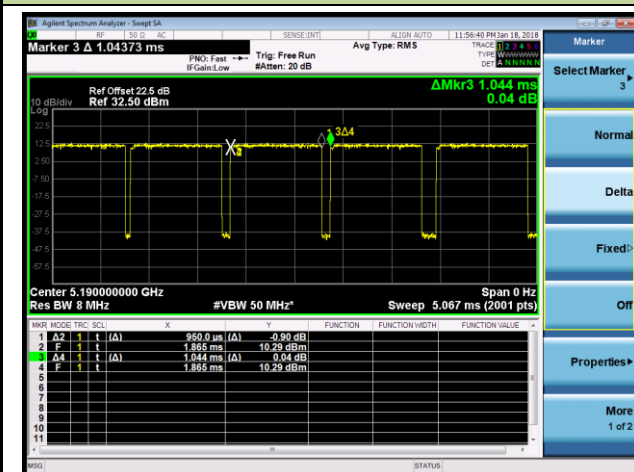 Agilent Spectrum Analyzer - Swept SA
RF 50 Ω AC SENSE:INT ALIGN AUTO 11:56:40 PM Jan 18, 2018
Marker 3 Δ 1.04373 ms Avg Type: RMS TRACE 1 2 3 4 5 6
PNO: Fast Trig: Free Run TYPE WWWWWW
IFGain:Low #Atten: 20 dB DET A N N N N N
Marker
Select Marker
3
Normal
Delta
Fixed
Off
Properties
More
1 of 2
ΔMkr3 1.044 ms
0.04 dB
Ref Offset 22.5 dB
10 dB/div Ref 32.50 dBm
Log
22.5
12.5
2.50
-7.50
-17.5
-27.5
-37.5
-47.5
-57.5
3Δ4
Center 5.190000000 GHz Span 0 Hz
Res BW 8 MHz #VBW 50 MHz* Sweep 5.067 ms (2001 pts)
MKR MODE TRC SCL X Y FUNCTION FUNCTION WIDTH FUNCTION VALUE
1 Δ2 1 t (Δ) 950.0 µs (Δ) -0.90 dB
2 F 1 t 1.865 ms 10.29 dBm
3 Δ4 1 t (Δ) 1.044 ms (Δ) 0.04 dB
4 F 1 t 1.865 ms 10.29 dBm
5
6
7
8
9
10
11
MSG STATUS